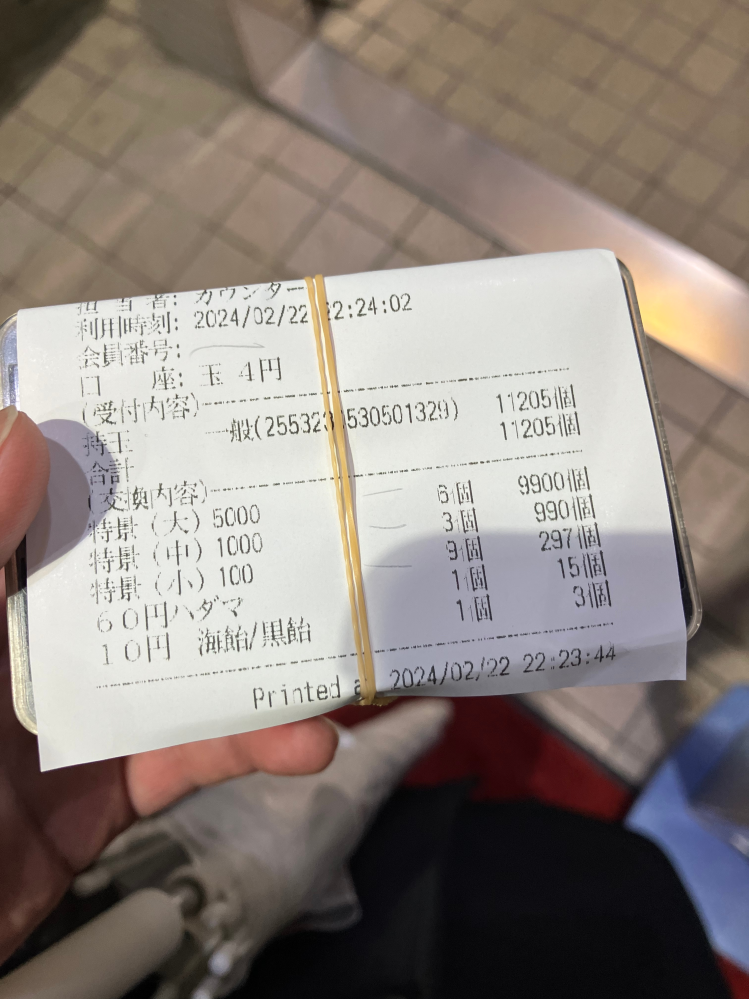 担当者: カウンター
利用時刻: 2024/02/22 22:24:02
会員番号:
口 座: 玉 4円
(受付内容)
持玉 一般(2553230530501329) 11205個
合計 11205個
(交換内容)
特景 (大) 5000 6個 9900個
特景 (中) 1000 3個 990個
特景 (小) 100 9個 297個
60円ハダマ 1個 15個
10円 海飴/黒飴 1個 3個
Printed a 2024/02/22 22:23:44